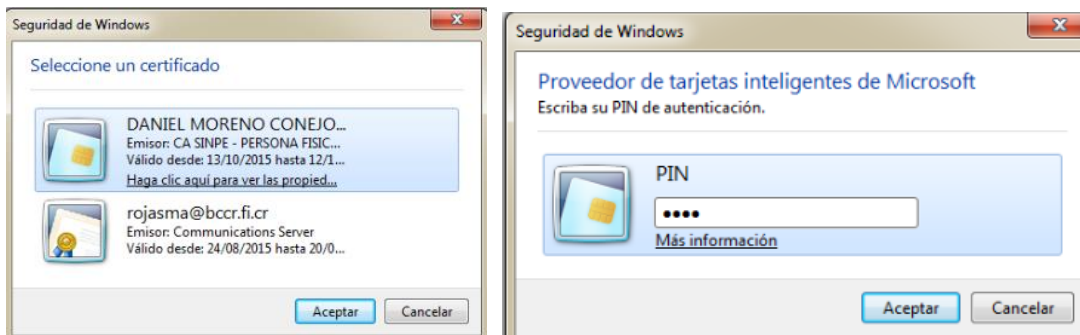 Seguridad de Windows
Seleccione un certificado
DANIEL MORENO CONEJO...
Emisor: CA SINPE - PERSONA FISIC...
Válido desde: 13/10/2015 hasta 12/1...
Haga clic aquí para ver las propied...
rojasma@bccr.fi.cr
Emisor: Communications Server
Válido desde: 24/08/2015 hasta 20/0...
Aceptar Cancelar
Seguridad de Windows
Proveedor de tarjetas inteligentes de Microsoft
Escriba su PIN de autenticación.
PIN
••••
Más información
Aceptar Cancelar